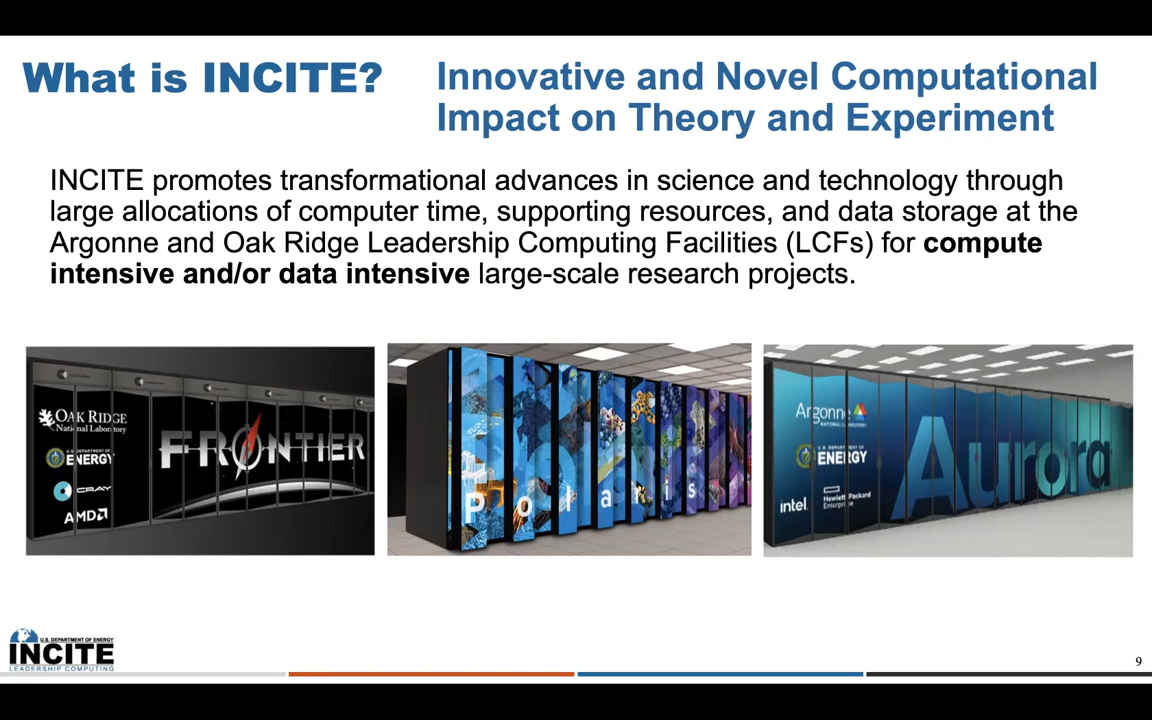 What is INCITE?
Innovative and Novel Computational
Impact on Theory and Experiment
INCITE promotes transformational advances in science and technology through
large allocations of computer time, supporting resources, and data storage at the
Argonne and Oak Ridge Leadership Computing Facilities (LCFs) for compute
intensive and/or data intensive large-scale research projects.
OAK RIDGE
National Laboratory
U.S. DEPARTMENT OF
ENERGY
CRAY
AMD
FRONTIER
Polaris
Argonne
NATIONAL LABORATORY
U.S. DEPARTMENT OF
ENERGY
intel.
Hewlett Packard
Enterprise
Aurora
U.S. DEPARTMENT OF ENERGY
INCITE
LEADERSHIP COMPUTING
9